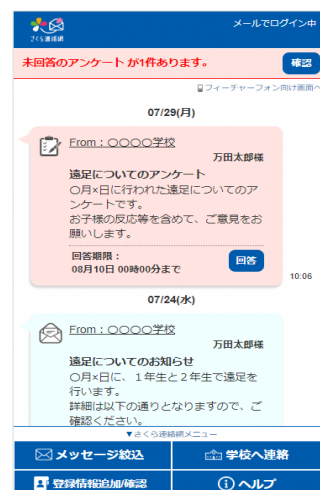 さくら連絡網
メールでログイン中
未回答のアンケート が1件あります。
確認
フィーチャーフォン向け画面へ
07/29(月)
From：〇〇〇〇学校
万田太郎様
遠足についてのアンケート
〇月×日に行われた遠足についてのア
ンケートです。
お子様の反応等を含めて、ご意見をお
願いします。
回答期限：
08月10日 00時00分まで
回答
10:06
07/24(水)
From：〇〇〇〇学校
万田太郎様
遠足についてのお知らせ
〇月×日に、１年生と２年生で遠足を
行います。
詳細は以下の通りとなりますので、ご
確認ください。
▼さくら連絡網メニュー
メッセージ絞込
学校へ連絡
登録情報追加/確認
ヘルプ